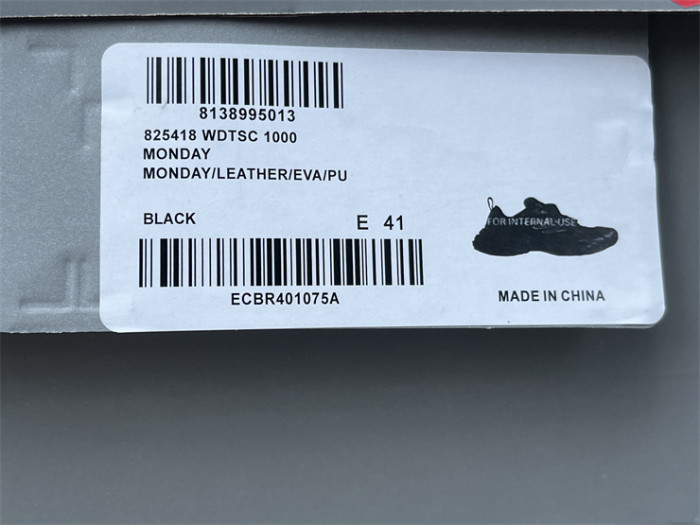 8138995013
825418 WDTSC 1000
MONDAY
MONDAY/LEATHER/EVA/PU
BLACK
E 41
FOR INTERNAL USE
ECBR401075A
MADE IN CHINA